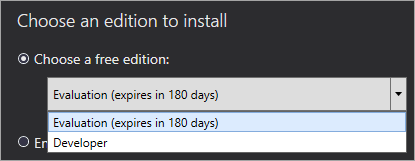 Choose an edition to install
Choose a free edition:
Evaluation (expires in 180 days)
Evaluation (expires in 180 days)
Developer